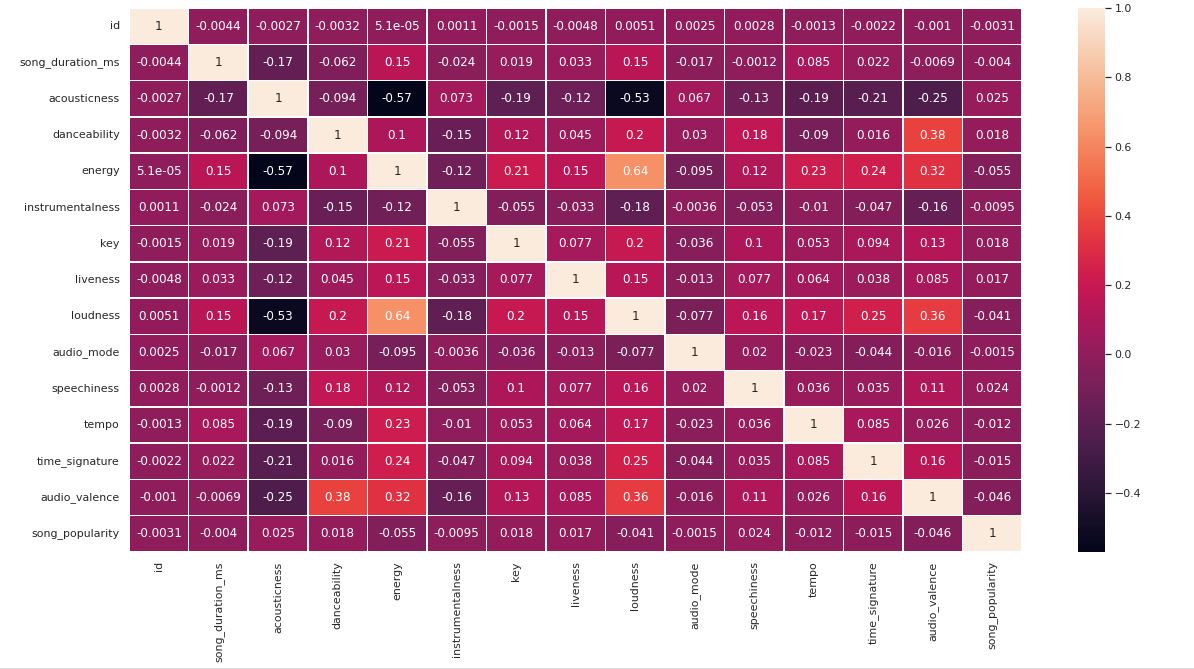 id 1 -0.0044 -0.0027 -0.0032 5.1e-05 0.0011 -0.0015 -0.0048 0.0051 0.0025 0.0028 -0.0013 -0.0022 -0.001 -0.0031
song_duration_ms -0.0044 1 -0.17 -0.062 0.15 -0.024 0.019 0.033 0.15 -0.017 -0.0012 0.085 0.022 -0.0069 -0.004
acousticness -0.0027 -0.17 1 -0.094 -0.57 0.073 -0.19 -0.12 -0.53 0.067 -0.13 -0.19 -0.21 -0.25 0.025
danceability -0.0032 -0.062 -0.094 1 0.1 -0.15 0.12 0.045 0.2 0.03 0.18 -0.09 0.016 0.38 0.018
energy 5.1e-05 0.15 -0.57 0.1 1 -0.12 0.21 0.15 0.64 -0.095 0.12 0.23 0.24 0.32 -0.055
instrumentalness 0.0011 -0.024 0.073 -0.15 -0.12 1 -0.055 -0.033 -0.18 -0.0036 -0.053 -0.01 -0.047 -0.16 -0.0095
key -0.0015 0.019 -0.19 0.12 0.21 -0.055 1 0.077 0.2 -0.036 0.1 0.053 0.094 0.13 0.018
liveness -0.0048 0.033 -0.12 0.045 0.15 -0.033 0.077 1 0.15 -0.013 0.077 0.064 0.038 0.085 0.017
loudness 0.0051 0.15 -0.53 0.2 0.64 -0.18 0.2 0.15 1 -0.077 0.16 0.17 0.25 0.36 -0.041
audio_mode 0.0025 -0.017 0.067 0.03 -0.095 -0.0036 -0.036 -0.013 -0.077 1 0.02 -0.023 -0.044 -0.016 -0.0015
speechiness 0.0028 -0.0012 -0.13 0.18 0.12 -0.053 0.1 0.077 0.16 0.02 1 0.036 0.035 0.11 0.024
tempo -0.0013 0.085 -0.19 -0.09 0.23 -0.01 0.053 0.064 0.17 -0.023 0.036 1 0.085 0.026 -0.012
time_signature -0.0022 0.022 -0.21 0.016 0.24 -0.047 0.094 0.038 0.25 -0.044 0.035 0.085 1 0.16 -0.015
audio_valence -0.001 -0.0069 -0.25 0.38 0.32 -0.16 0.13 0.085 0.36 -0.016 0.11 0.026 0.16 1 -0.046
song_popularity -0.0031 -0.004 0.025 0.018 -0.055 -0.0095 0.018 0.017 -0.041 -0.0015 0.024 -0.012 -0.015 -0.046 1
id
song_duration_ms
acousticness
danceability
energy
instrumentalness
key
liveness
loudness
audio_mode
speechiness
tempo
time_signature
audio_valence
song_popularity
1.0
0.8
0.6
0.4
0.2
0.0
−0.2
−0.4